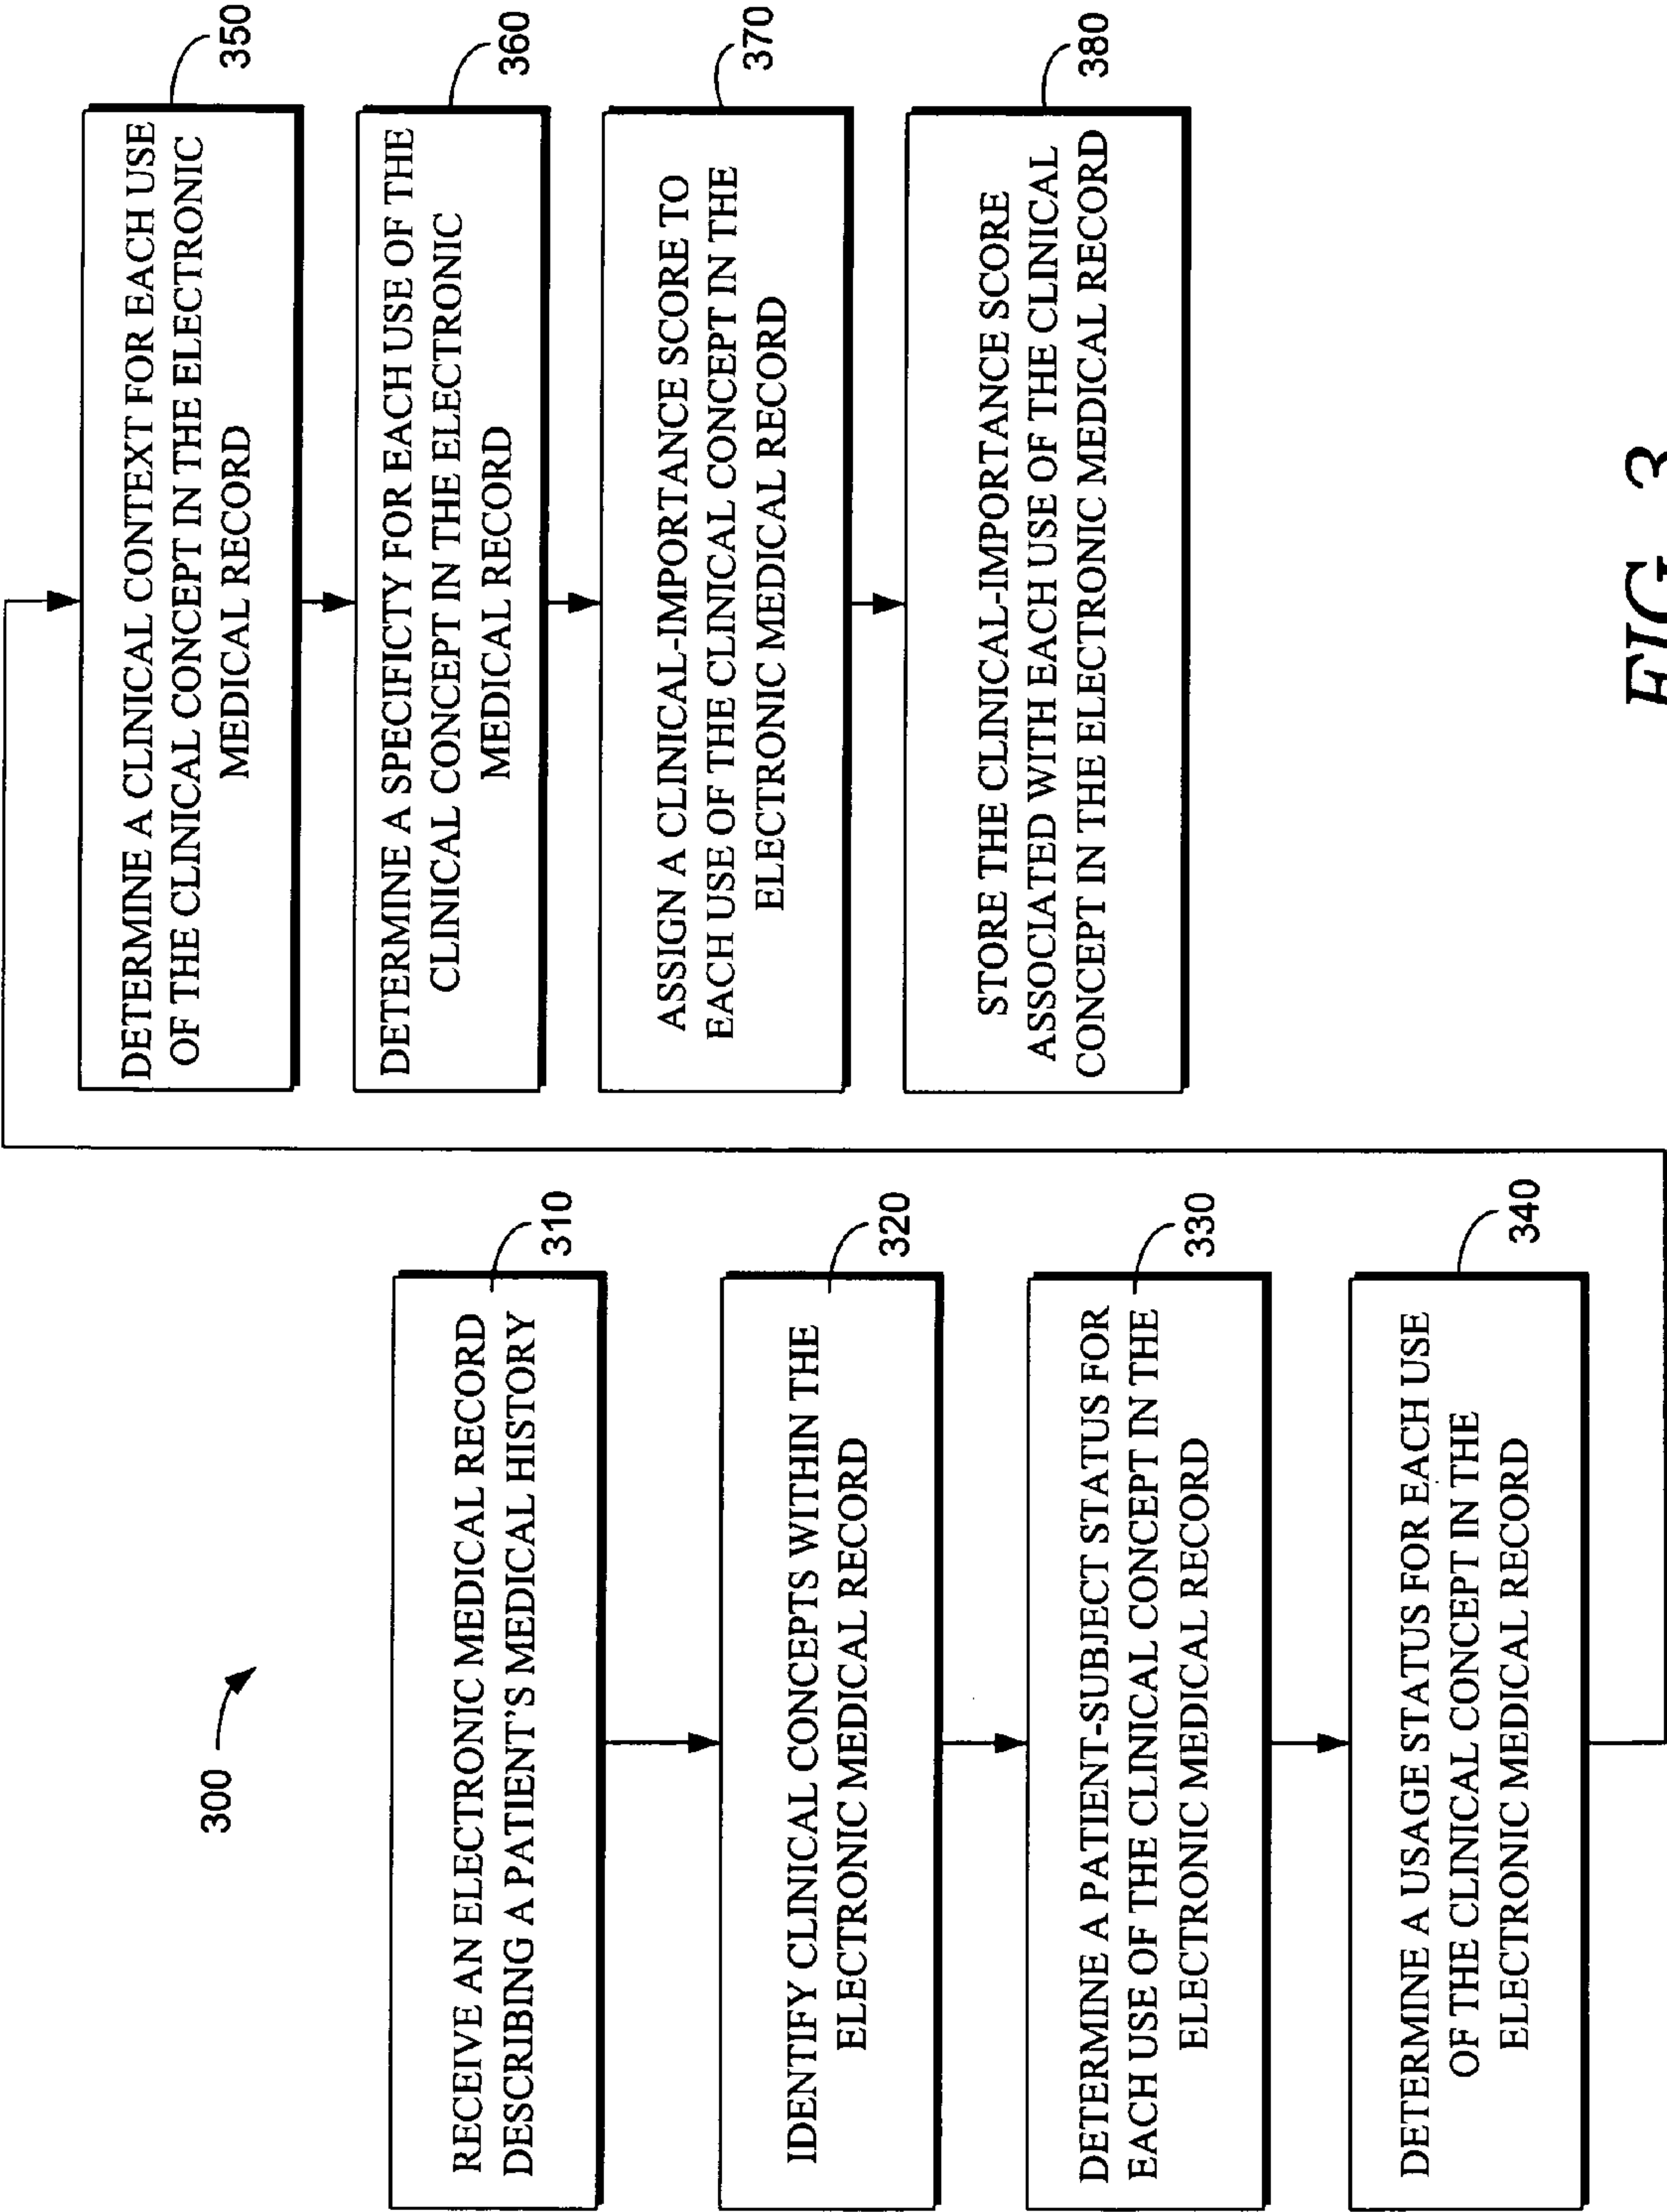 300
RECEIVE AN ELECTRONIC MEDICAL RECORD
DESCRIBING A PATIENT'S MEDICAL HISTORY
310
IDENTIFY CLINICAL CONCEPTS WITHIN THE
ELECTRONIC MEDICAL RECORD
320
DETERMINE A PATIENT-SUBJECT STATUS FOR
EACH USE OF THE CLINICAL CONCEPT IN THE
ELECTRONIC MEDICAL RECORD
330
DETERMINE A USAGE STATUS FOR EACH USE
OF THE CLINICAL CONCEPT IN THE
ELECTRONIC MEDICAL RECORD
340
DETERMINE A CLINICAL CONTEXT FOR EACH USE
OF THE CLINICAL CONCEPT IN THE ELECTRONIC
MEDICAL RECORD
350
DETERMINE A SPECIFICTY FOR EACH USE OF THE
CLINICAL CONCEPT IN THE ELECTRONIC
MEDICAL RECORD
360
ASSIGN A CLINICAL-IMPORTANCE SCORE TO
EACH USE OF THE CLINICAL CONCEPT IN THE
ELECTRONIC MEDICAL RECORD
370
STORE THE CLINICAL-IMPORTANCE SCORE
ASSOCIATED WITH EACH USE OF THE CLINICAL
CONCEPT IN THE ELECTRONIC MEDICAL RECORD
380
FIG. 3